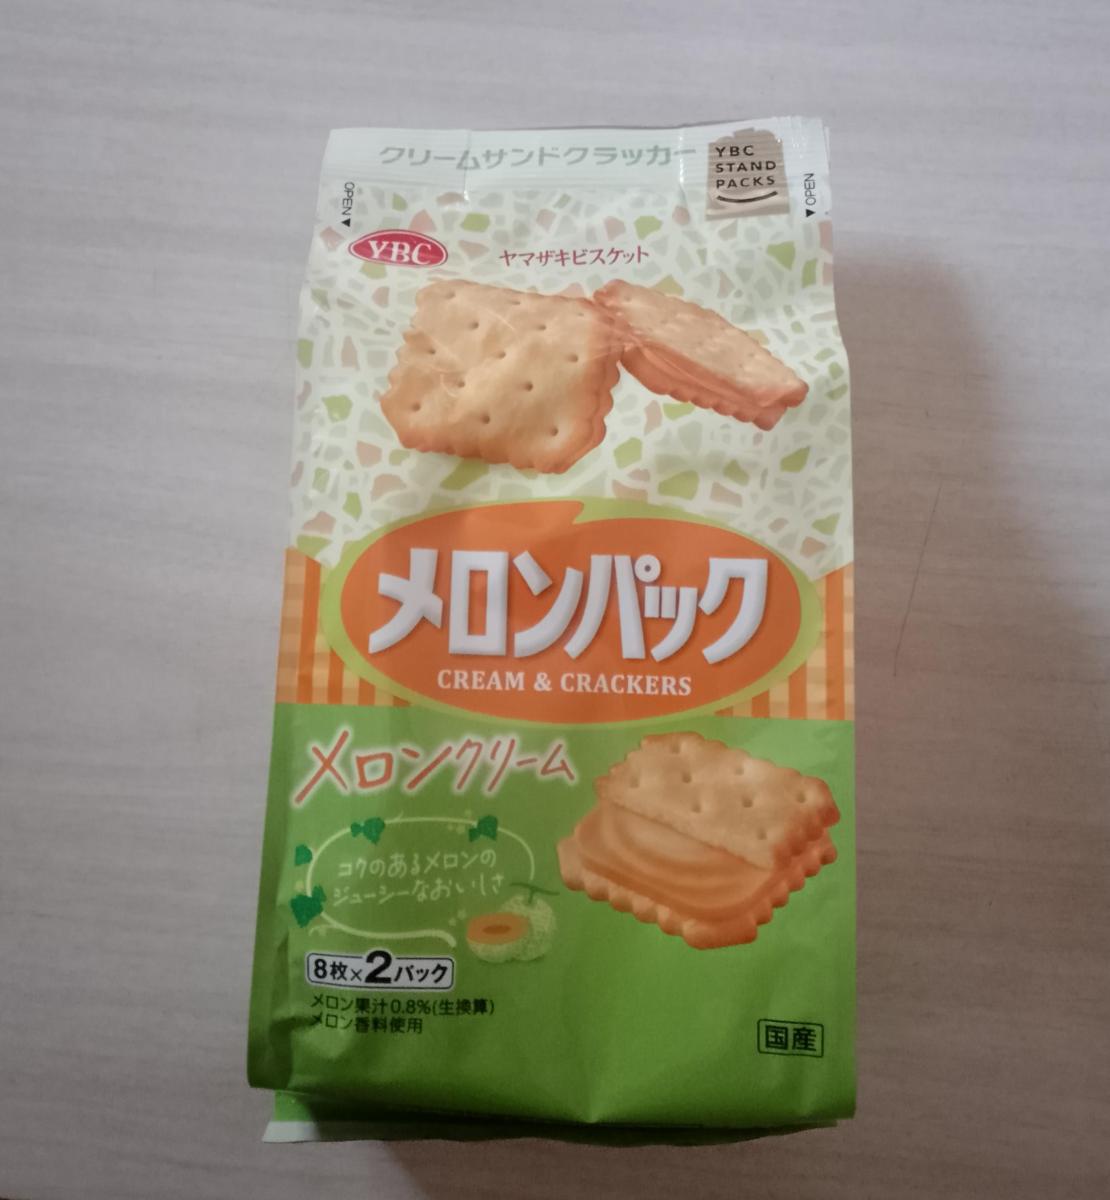 クリームサンドクラッカー
YBC
STAND
PACKS
OPEN
OPEN
YBC
ヤマザキビスケット
メロンパック
CREAM & CRACKERS
メロンクリーム
コクのあるメロンの
ジューシーなおいしさ
8枚×2パック
メロン果汁0.8%(生換算)
メロン香料使用
国産